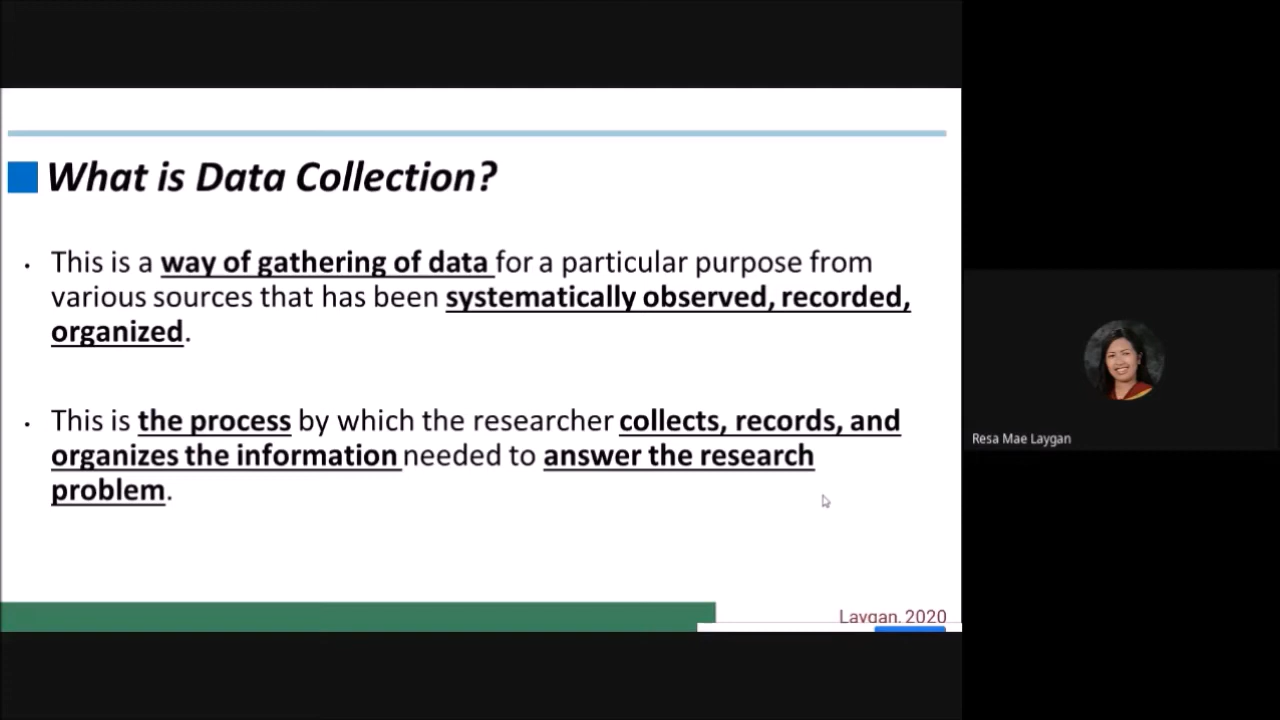 What is Data Collection?
• This is a way of gathering of data for a particular purpose from
various sources that has been systematically observed, recorded,
organized.
• This is the process by which the researcher collects, records, and
organizes the information needed to answer the research
problem.
Laygan, 2020
Resa Mae Laygan